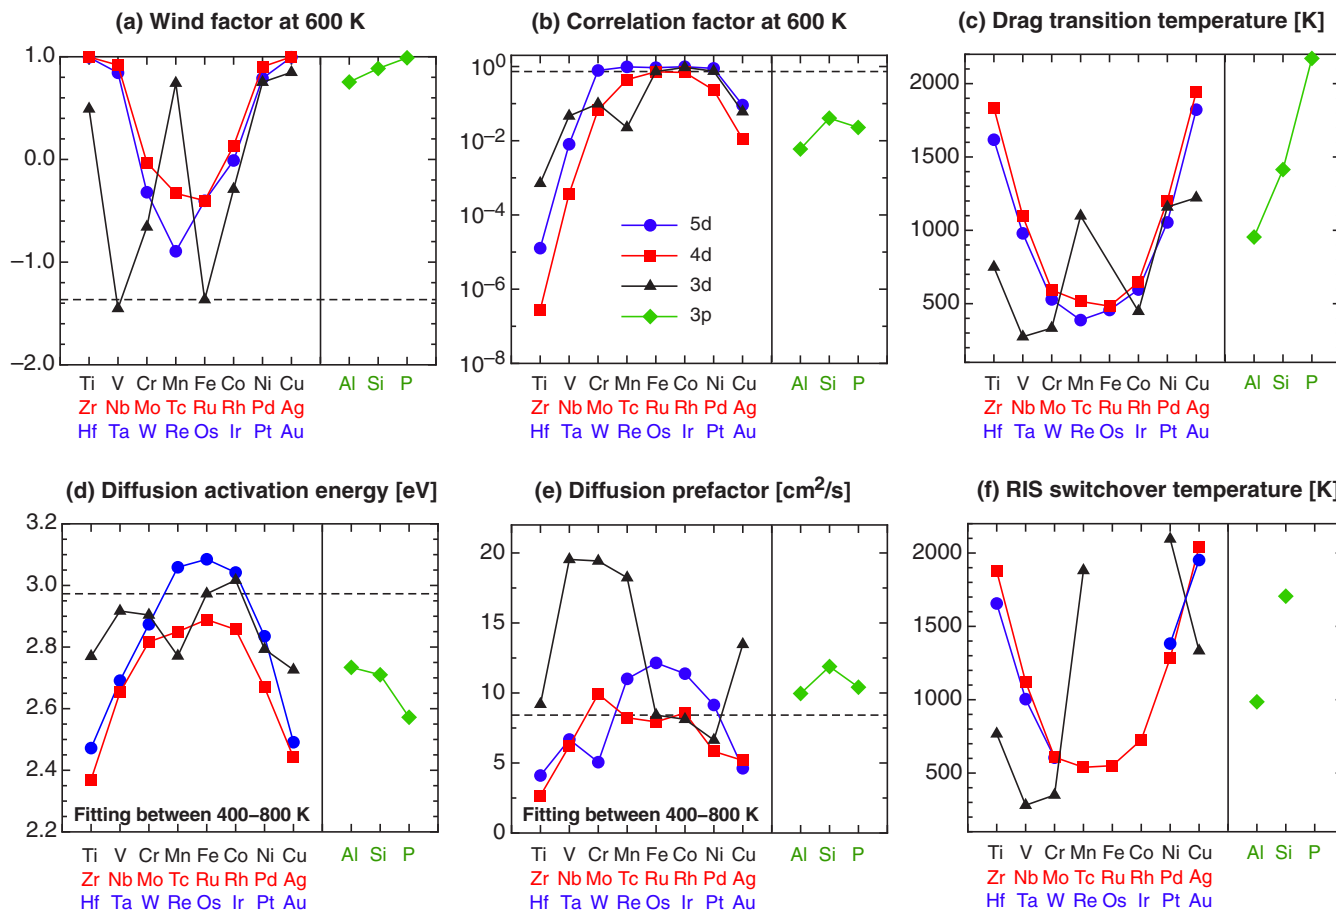 (a) Wind factor at 600 K
1.0
0.0
−1.0
−2.0
Ti V Cr Mn Fe Co Ni Cu Al Si P
Zr Nb Mo Tc Ru Rh Pd Ag
Hf Ta W Re Os Ir Pt Au
(b) Correlation factor at 600 K
10^0
10^−2
10^−4
10^−6
10^−8
5d
4d
3d
3p
Ti V Cr Mn Fe Co Ni Cu Al Si P
Zr Nb Mo Tc Ru Rh Pd Ag
Hf Ta W Re Os Ir Pt Au
(c) Drag transition temperature [K]
2000
1500
1000
500
Ti V Cr Mn Fe Co Ni Cu Al Si P
Zr Nb Mo Tc Ru Rh Pd Ag
Hf Ta W Re Os Ir Pt Au
(d) Diffusion activation energy [eV]
3.2
3.0
2.8
2.6
2.4
2.2
Fitting between 400−800 K
Ti V Cr Mn Fe Co Ni Cu Al Si P
Zr Nb Mo Tc Ru Rh Pd Ag
Hf Ta W Re Os Ir Pt Au
(e) Diffusion prefactor [cm²/s]
20
15
10
5
0
Fitting between 400−800 K
Ti V Cr Mn Fe Co Ni Cu Al Si P
Zr Nb Mo Tc Ru Rh Pd Ag
Hf Ta W Re Os Ir Pt Au
(f) RIS switchover temperature [K]
2000
1500
1000
500
Ti V Cr Mn Fe Co Ni Cu Al Si P
Zr Nb Mo Tc Ru Rh Pd Ag
Hf Ta W Re Os Ir Pt Au